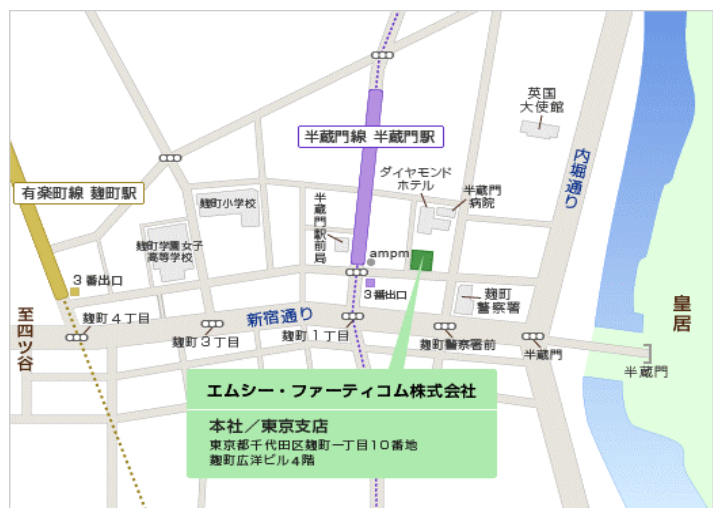 英国
大使館
半蔵門線 半蔵門駅
内堀通り
ダイヤモンド
ホテル
有楽町線 麹町駅
麹町小学校
半蔵門駅前局
半蔵門
病院
麹町学園女子
高等学校
ampm
3番出口
3番出口
麹町
警察署
皇居
至四ツ谷
麹町4丁目
新宿通り
麹町3丁目
麹町1丁目
麹町警察署前
半蔵門
半蔵門
エムシー・ファーティコム株式会社
本社／東京支店
東京都千代田区麹町一丁目10番地
麹町広洋ビル4階